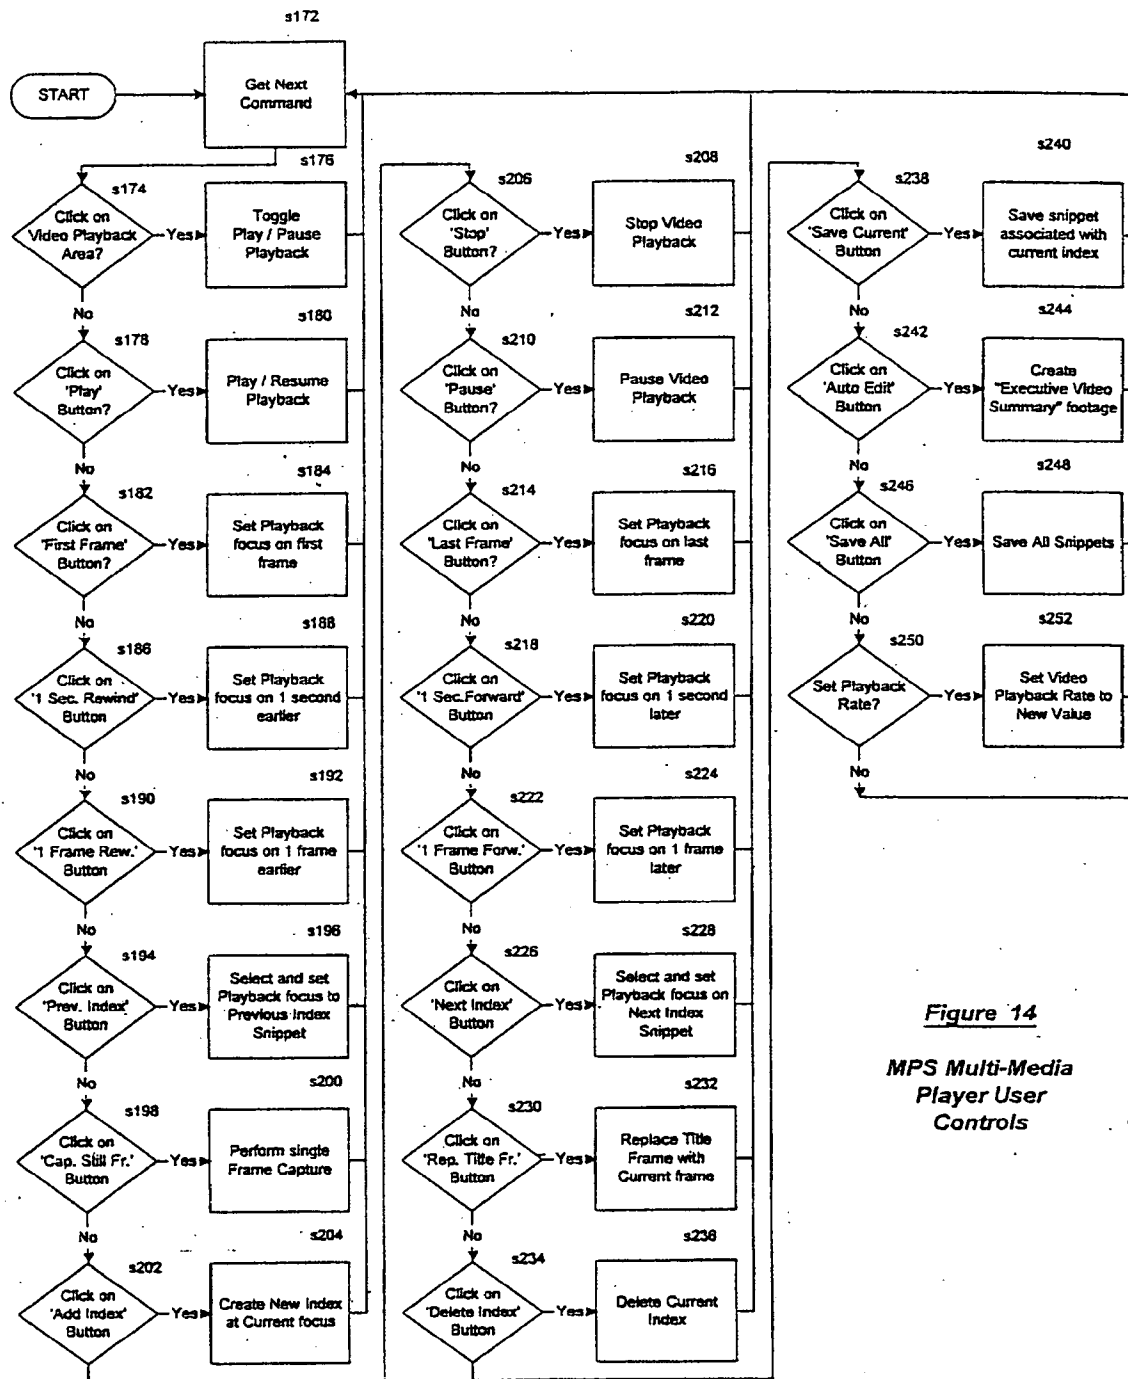 s172
START
Get Next
Command
s174
Click on
Video Playback
Area?
Yes
s176
Toggle
Play / Pause
Playback
No
s178
Click on
'Play'
Button?
Yes
s180
Play / Resume
Playback
No
s182
Click on
'First Frame'
Button?
Yes
s184
Set Playback
focus on first
frame
No
s186
Click on
'1 Sec. Rewind'
Button
Yes
s188
Set Playback
focus on 1 second
earlier
No
s190
Click on
'1 Frame Rew.'
Button
Yes
s192
Set Playback
focus on 1 frame
earlier
No
s194
Click on
'Prev. Index'
Button
Yes
s196
Select and set
Playback focus to
Previous Index
Snippet
No
s198
Click on
'Cap. Still Fr.'
Button
Yes
s200
Perform single
Frame Capture
No
s202
Click on
'Add Index'
Button
Yes
s204
Create New Index
at Current focus
s206
Click on
'Stop'
Button?
Yes
s208
Stop Video
Playback
No
s210
Click on
'Pause'
Button?
Yes
s212
Pause Video
Playback
No
s214
Click on
'Last Frame'
Button?
Yes
s216
Set Playback
focus on last
frame
No
s218
Click on
'1 Sec.Forward'
Button
Yes
s220
Set Playback
focus on 1 second
later
No
s222
Click on
'1 Frame Forw.'
Button
Yes
s224
Set Playback
focus on 1 frame
later
No
s226
Click on
'Next Index'
Button
Yes
s228
Select and set
Playback focus on
Next Index
Snippet
No
s230
Click on
'Rep. Title Fr.'
Button
Yes
s232
Replace Title
Frame with
Current frame
No
s234
Click on
'Delete Index'
Button
Yes
s236
Delete Current
Index
s238
Click on
'Save Current'
Button
Yes
s240
Save snippet
associated with
current index
No
s242
Click on
'Auto Edit'
Button
Yes
s244
Create
"Executive Video
Summary" footage
No
s246
Click on
'Save All'
Button
Yes
s248
Save All Snippets
No
s250
Set Playback
Rate?
Yes
s252
Set Video
Playback Rate to
New Value
No
Figure 14
MPS Multi-Media
Player User
Controls